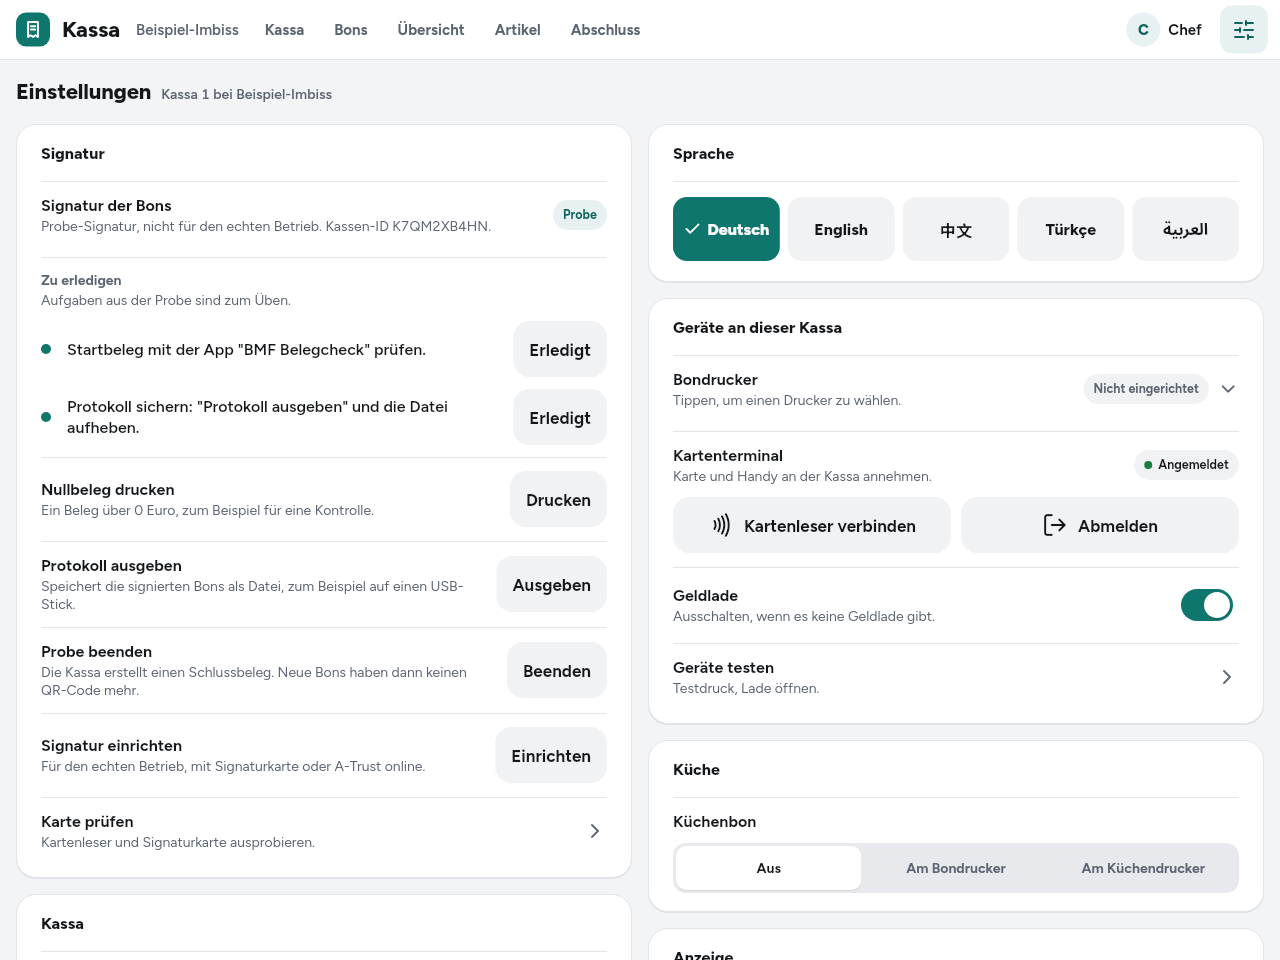 Kassa
Beispiel-Imbiss
Kassa
Bons
Übersicht
Artikel
Abschluss
C
Chef
Einstellungen
Kassa 1 bei Beispiel-Imbiss
Signatur
Signatur der Bons
Probe-Signatur, nicht für den echten Betrieb. Kassen-ID K7QM2XB4HN.
Probe
Zu erledigen
Aufgaben aus der Probe sind zum Üben.
Startbeleg mit der App "BMF Belegcheck" prüfen.
Erledigt
Protokoll sichern: "Protokoll ausgeben" und die Datei
aufheben.
Erledigt
Nullbeleg drucken
Ein Beleg über 0 Euro, zum Beispiel für eine Kontrolle.
Drucken
Protokoll ausgeben
Speichert die signierten Bons als Datei, zum Beispiel auf einen USB-
Stick.
Ausgeben
Probe beenden
Die Kassa erstellt einen Schlussbeleg. Neue Bons haben dann keinen
QR-Code mehr.
Beenden
Signatur einrichten
Für den echten Betrieb, mit Signaturkarte oder A-Trust online.
Einrichten
Karte prüfen
Kartenleser und Signaturkarte ausprobieren.
Kassa
Sprache
Deutsch
English
中文
Türkçe
العربية
Geräte an dieser Kassa
Bondrucker
Tippen, um einen Drucker zu wählen.
Nicht eingerichtet
Kartenterminal
Karte und Handy an der Kassa annehmen.
Angemeldet
Kartenleser verbinden
Abmelden
Geldlade
Ausschalten, wenn es keine Geldlade gibt.
Geräte testen
Testdruck, Lade öffnen.
Küche
Küchenbon
Aus
Am Bondrucker
Am Küchendrucker
Anzeige